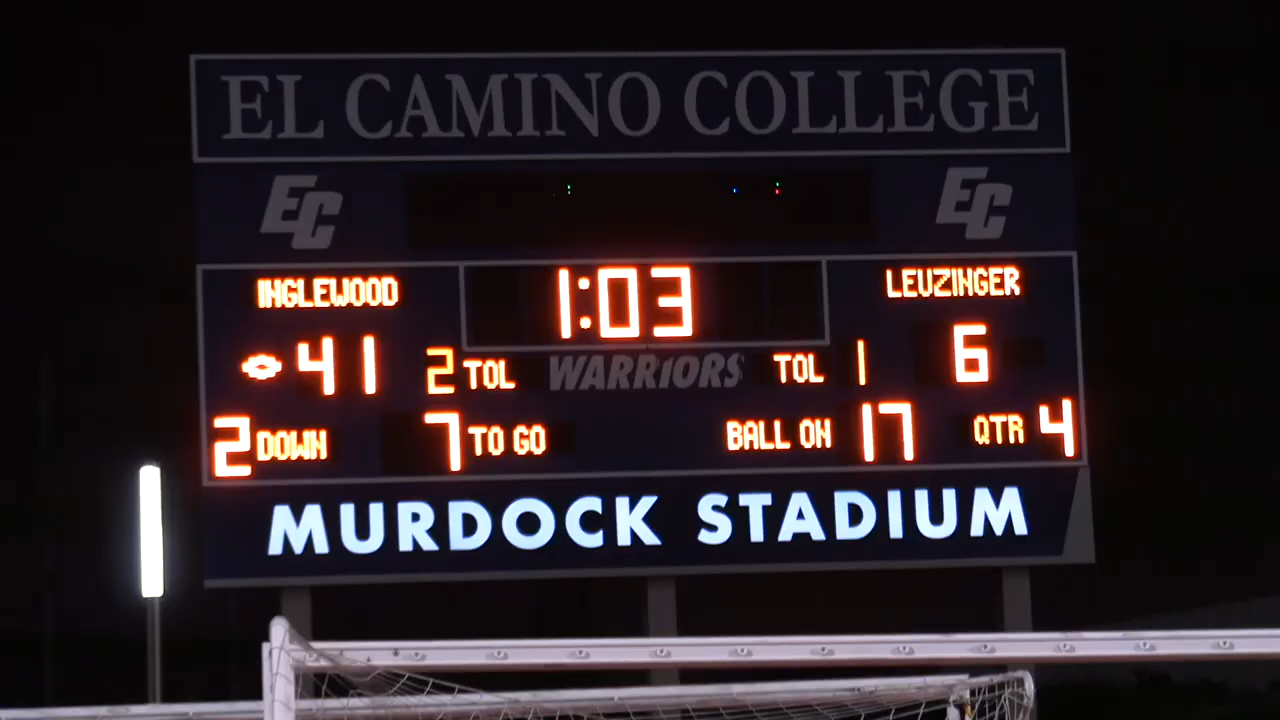 EL CAMINO COLLEGE
EC EC
INGLEWOOD 1:03 LEUZINGER
41 2 TOL WARRIORS TOL 1 6
2 DOWN 7 TO GO BALL ON 17 QTR 4
MURDOCK STADIUM